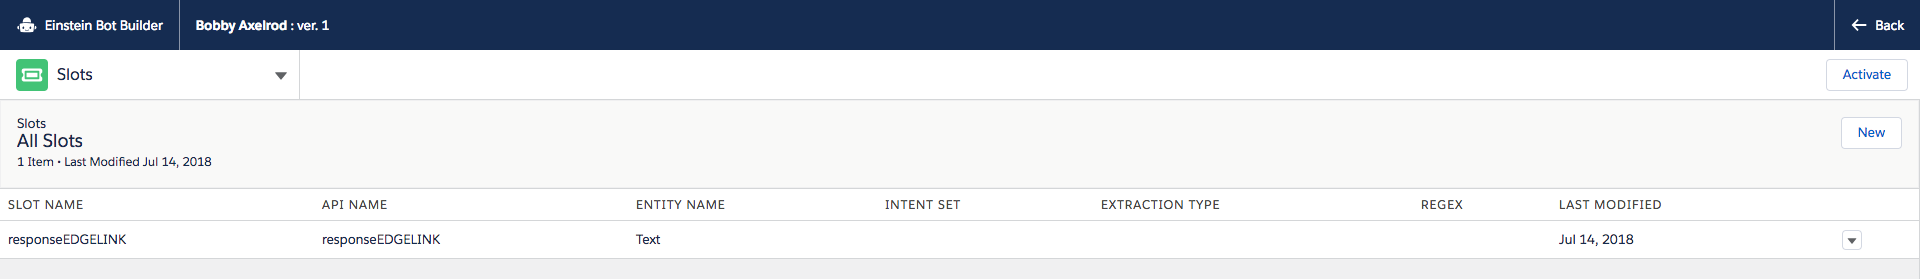 Einstein Bot Builder Bobby Axelrod : ver. 1 Back
Slots Activate
Slots
All Slots New
1 Item • Last Modified Jul 14, 2018
SLOT NAME API NAME ENTITY NAME INTENT SET EXTRACTION TYPE REGEX LAST MODIFIED
responseEDGELINK responseEDGELINK Text Jul 14, 2018